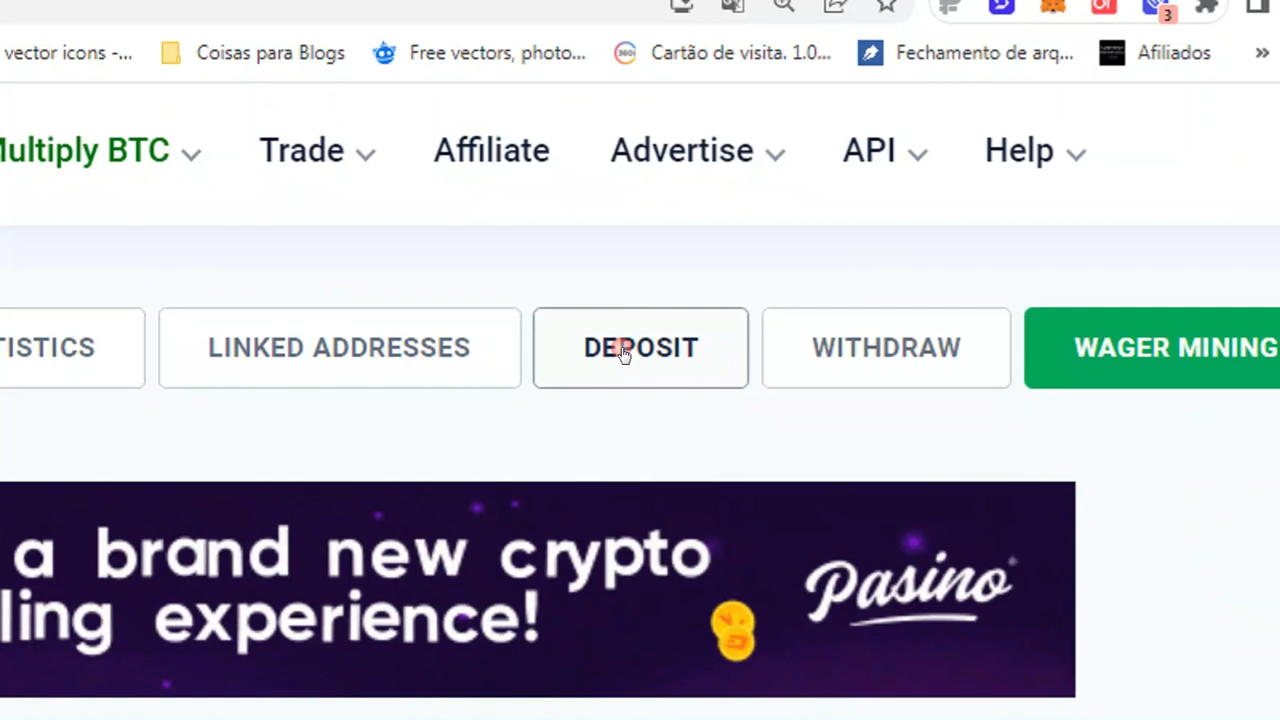 3
vector icons -...
Coisas para Blogs
Free vectors, photo...
Cartão de visita. 1.0...
Fechamento de arq...
Afiliados
»
Multiply BTC
Trade
Affiliate
Advertise
API
Help
TISTICS
LINKED ADDRESSES
DEPOSIT
WITHDRAW
WAGER MINING
a brand new crypto
ling experience!
Pasino